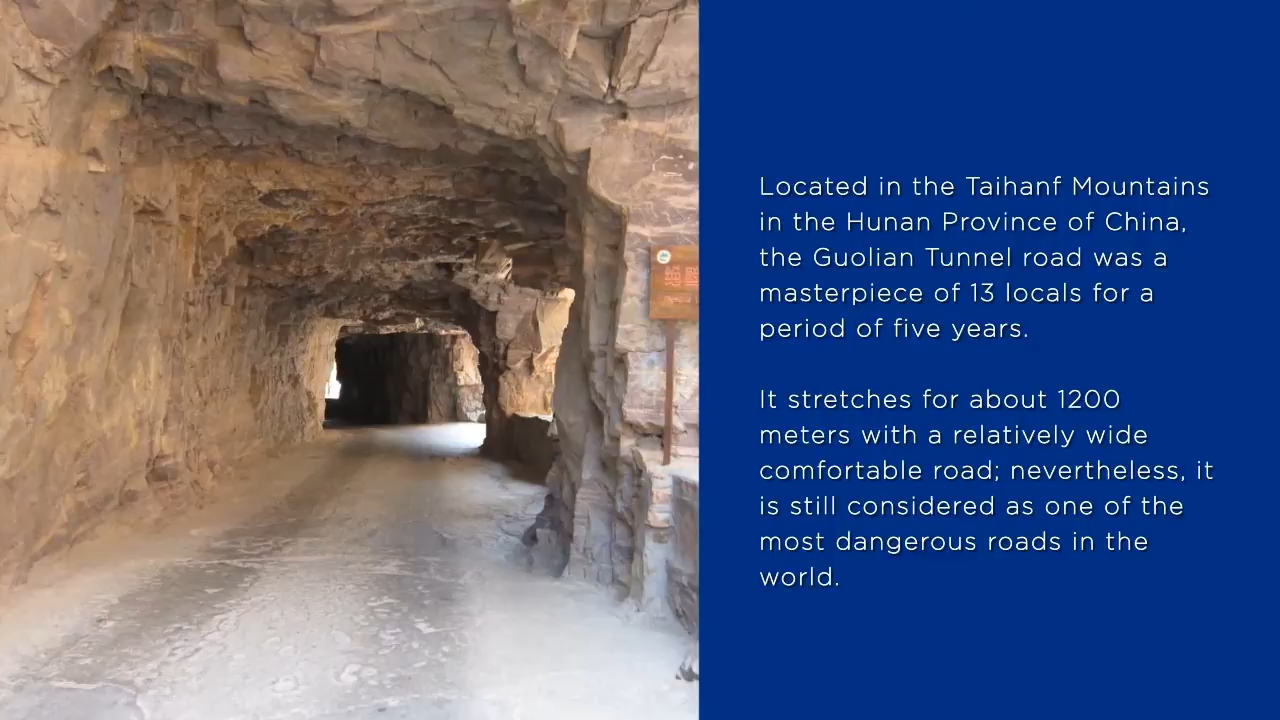 Located in the Taihanf Mountains
in the Hunan Province of China,
the Guolian Tunnel road was a
masterpiece of 13 locals for a
period of five years.
It stretches for about 1200
meters with a relatively wide
comfortable road; nevertheless, it
is still considered as one of the
most dangerous roads in the
world.